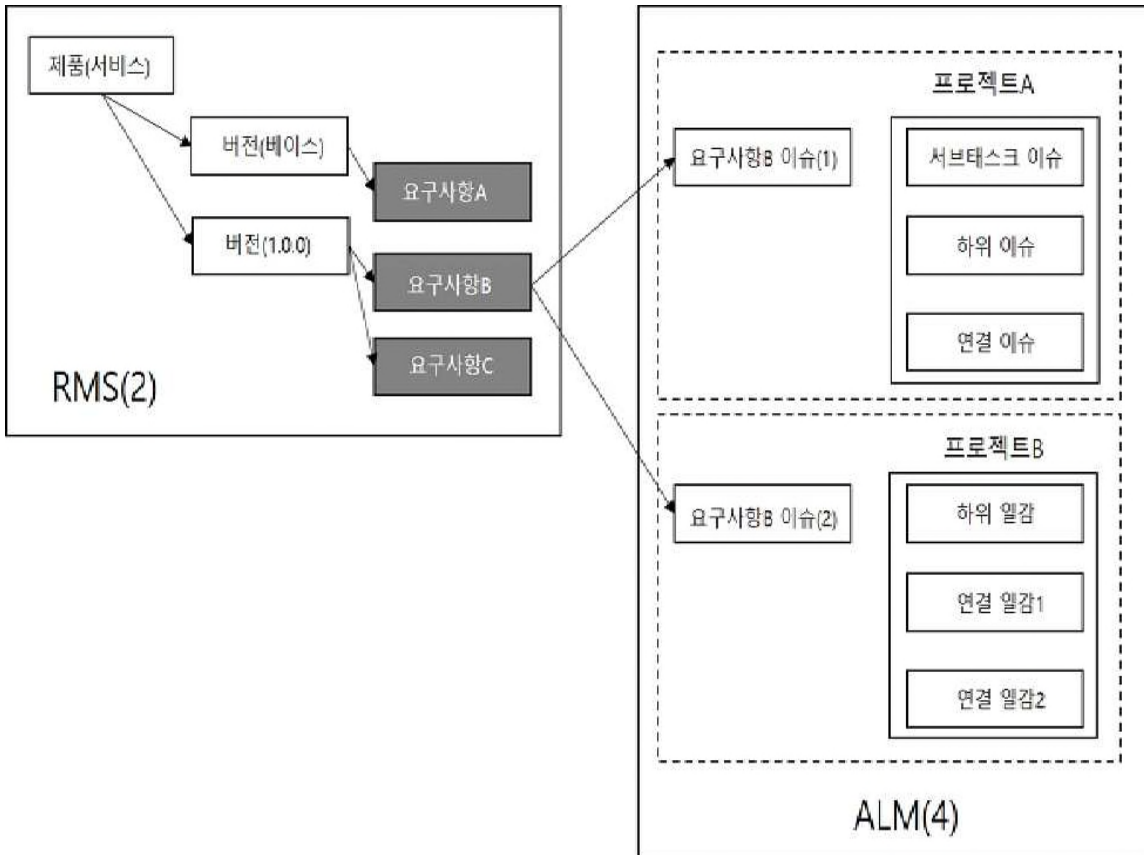 제품(서비스)
버전(베이스)
요구사항A
버전(1.0.0)
요구사항B
요구사항C
RMS(2)
프로젝트A
요구사항B 이슈(1)
서브태스크 이슈
하위 이슈
연결 이슈
프로젝트B
요구사항B 이슈(2)
하위 일감
연결 일감1
연결 일감2
ALM(4)